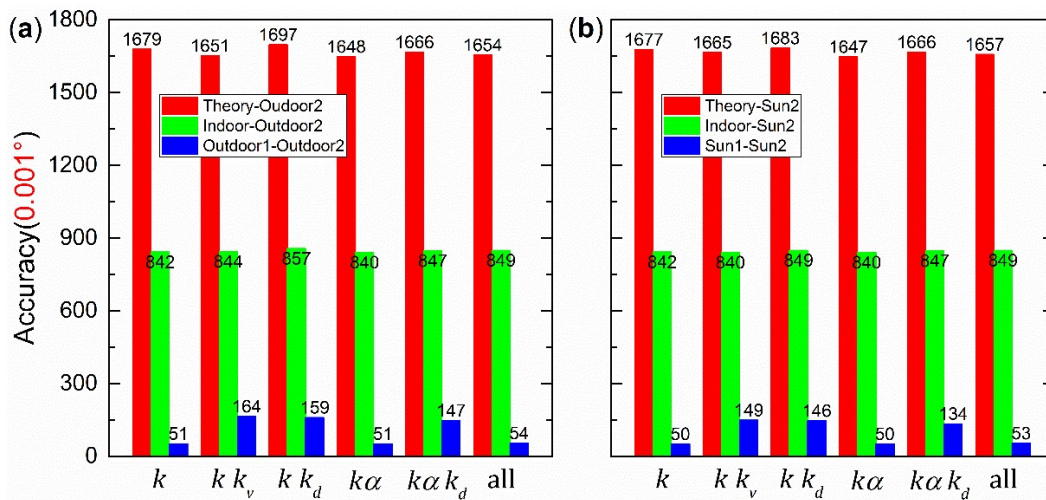 (a)
Accuracy(0.001°)
1800
1500
1200
900
600
300
0
1679 1651 1697 1648 1666 1654
Theory-Oudoor2
Indoor-Outdoor2
Outdoor1-Outdoor2
842 844 857 840 847 849
51 164 159 51 147 54
k k kᵥ k k_d kα kα k_d all
(b)
1677 1665 1683 1647 1666 1657
Theory-Sun2
Indoor-Sun2
Sun1-Sun2
842 840 849 840 847 849
50 149 146 50 134 53
k k kᵥ k k_d kα kα k_d all